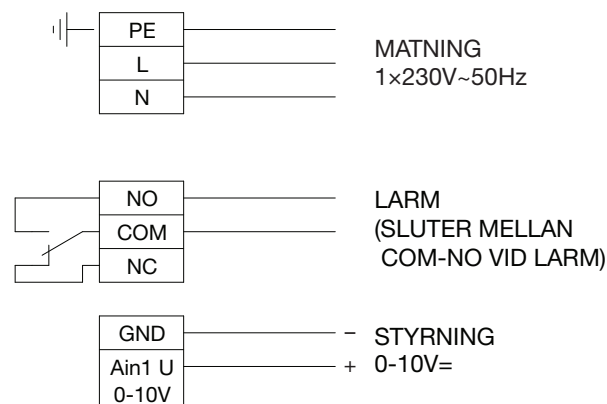 PE
L
N
MATNING
1×230V~50Hz
NO
COM
NC
LARM
(SLUTER MELLAN
COM-NO VID LARM)
GND
Ain1 U
0-10V
− STYRNING
+ 0-10V=